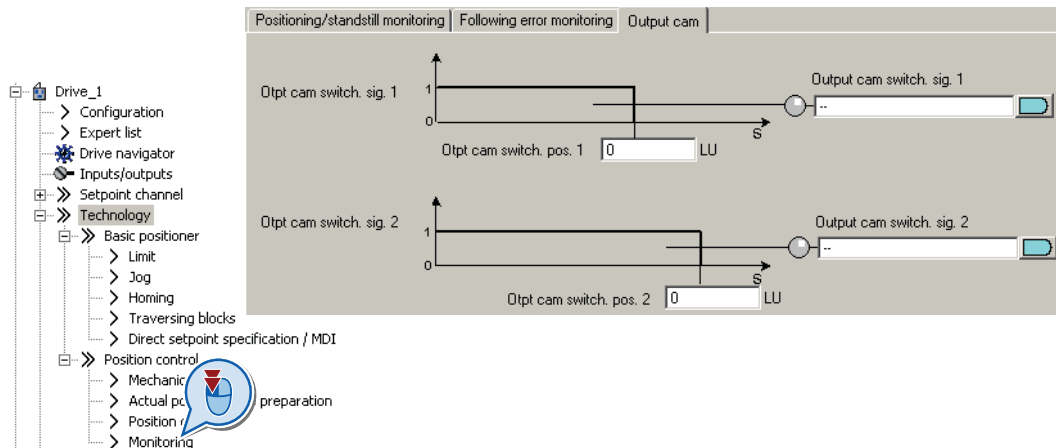 Positioning/standstill monitoring Following error monitoring Output cam
Otpt cam switch. sig. 1
1
0
S
Otpt cam switch. pos. 1 0 LU
Output cam switch. sig. 1
--
Otpt cam switch. sig. 2
1
0
S
Otpt cam switch. pos. 2 0 LU
Output cam switch. sig. 2
--
Drive_1
Configuration
Expert list
Drive navigator
Inputs/outputs
Setpoint channel
Technology
Basic positioner
Limit
Jog
Homing
Traversing blocks
Direct setpoint specification / MDI
Position control
Actual preparation
Position
Monitoring